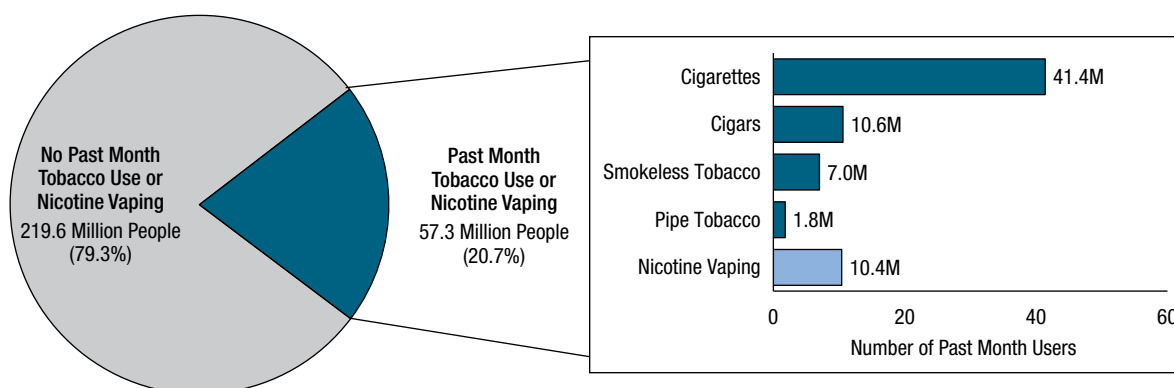 No Past Month
Tobacco Use or
Nicotine Vaping
219.6 Million People
(79.3%)
Past Month
Tobacco Use or
Nicotine Vaping
57.3 Million People
(20.7%)
Cigarettes
41.4M
Cigars
10.6M
Smokeless Tobacco
7.0M
Pipe Tobacco
1.8M
Nicotine Vaping
10.4M
0 20 40 60
Number of Past Month Users